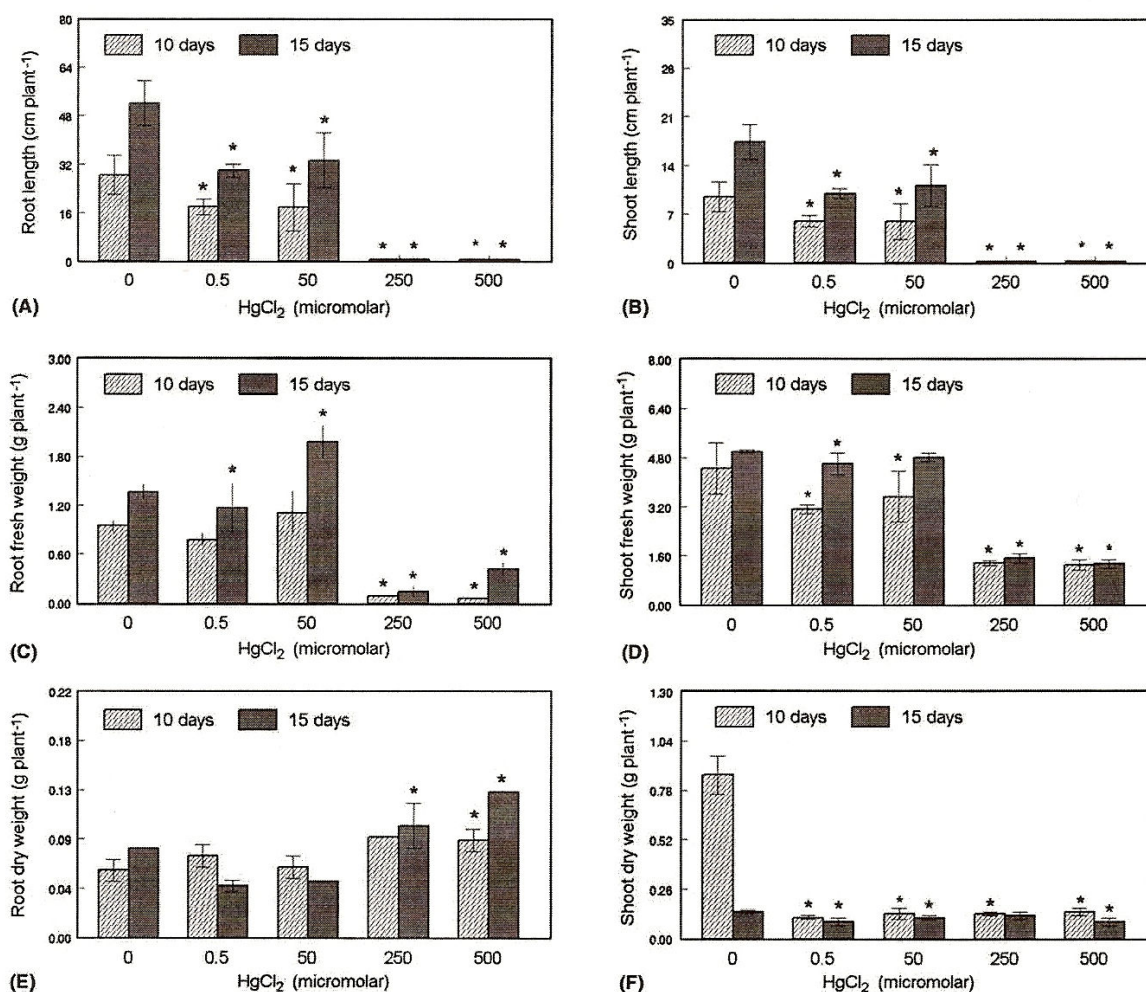 10 days 15 days
Root length (cm plant⁻¹)
80
64
48
32
16
0
* * * *
* * * *
0 0.5 50 250 500
HgCl₂ (micromolar)
(A)
10 days 15 days
Shoot length (cm plant⁻¹)
35
28
21
14
7
0
* * * *
* * * *
0 0.5 50 250 500
HgCl₂ (micromolar)
(B)
10 days 15 days
Root fresh weight (g plant⁻¹)
3.00
2.40
1.80
1.20
0.60
0.00
* *
* * * *
0 0.5 50 250 500
HgCl₂ (micromolar)
(C)
10 days 15 days
Shoot fresh weight (g plant⁻¹)
8.00
6.40
4.80
3.20
1.60
0.00
* * *
* * * *
0 0.5 50 250 500
HgCl₂ (micromolar)
(D)
10 days 15 days
Root dry weight (g plant⁻¹)
0.22
0.18
0.13
0.09
0.04
0.00
* * *
0 0.5 50 250 500
HgCl₂ (micromolar)
(E)
10 days 15 days
Shoot dry weight (g plant⁻¹)
1.30
1.04
0.78
0.52
0.26
0.00
* * * * * * *
0 0.5 50 250 500
HgCl₂ (micromolar)
(F)